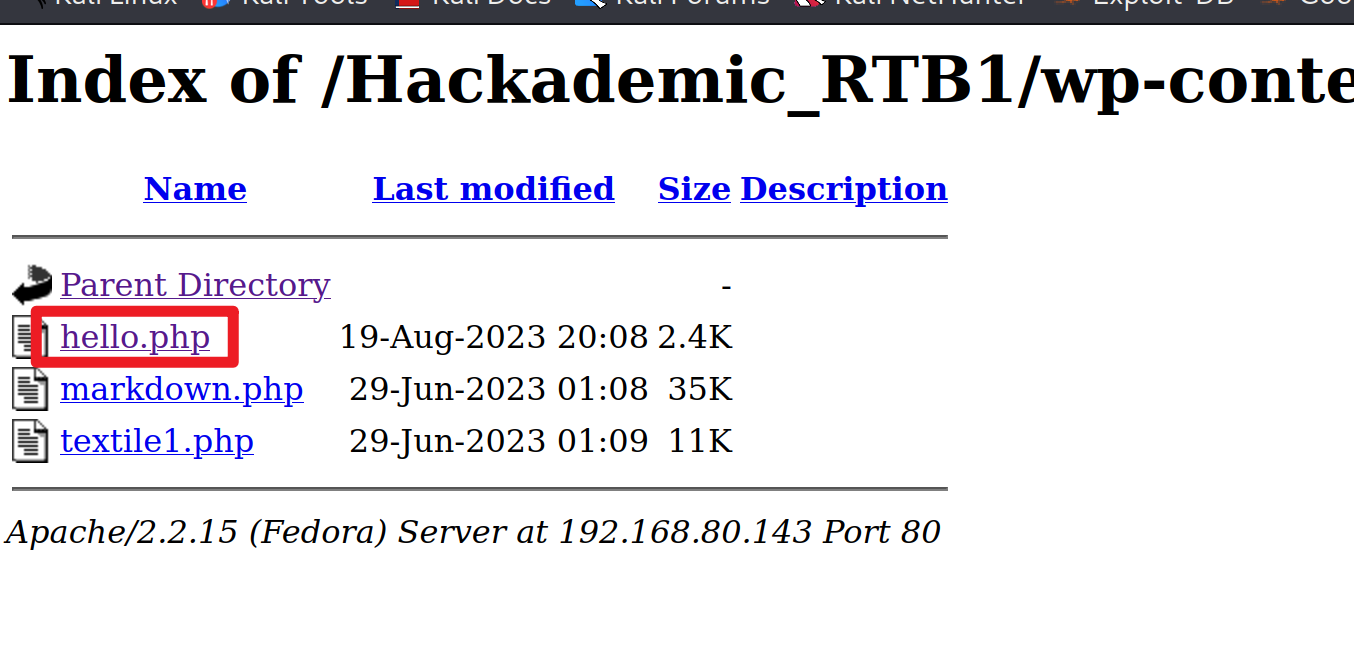 Kali Linux Kali Tools Kali Docs Kali Forums Kali NetHunter Exploit-DB
Index of /Hackademic_RTB1/wp-conte
Name Last modified Size Description
Parent Directory -
hello.php 19-Aug-2023 20:08 2.4K
markdown.php 29-Jun-2023 01:08 35K
textile1.php 29-Jun-2023 01:09 11K
Apache/2.2.15 (Fedora) Server at 192.168.80.143 Port 80